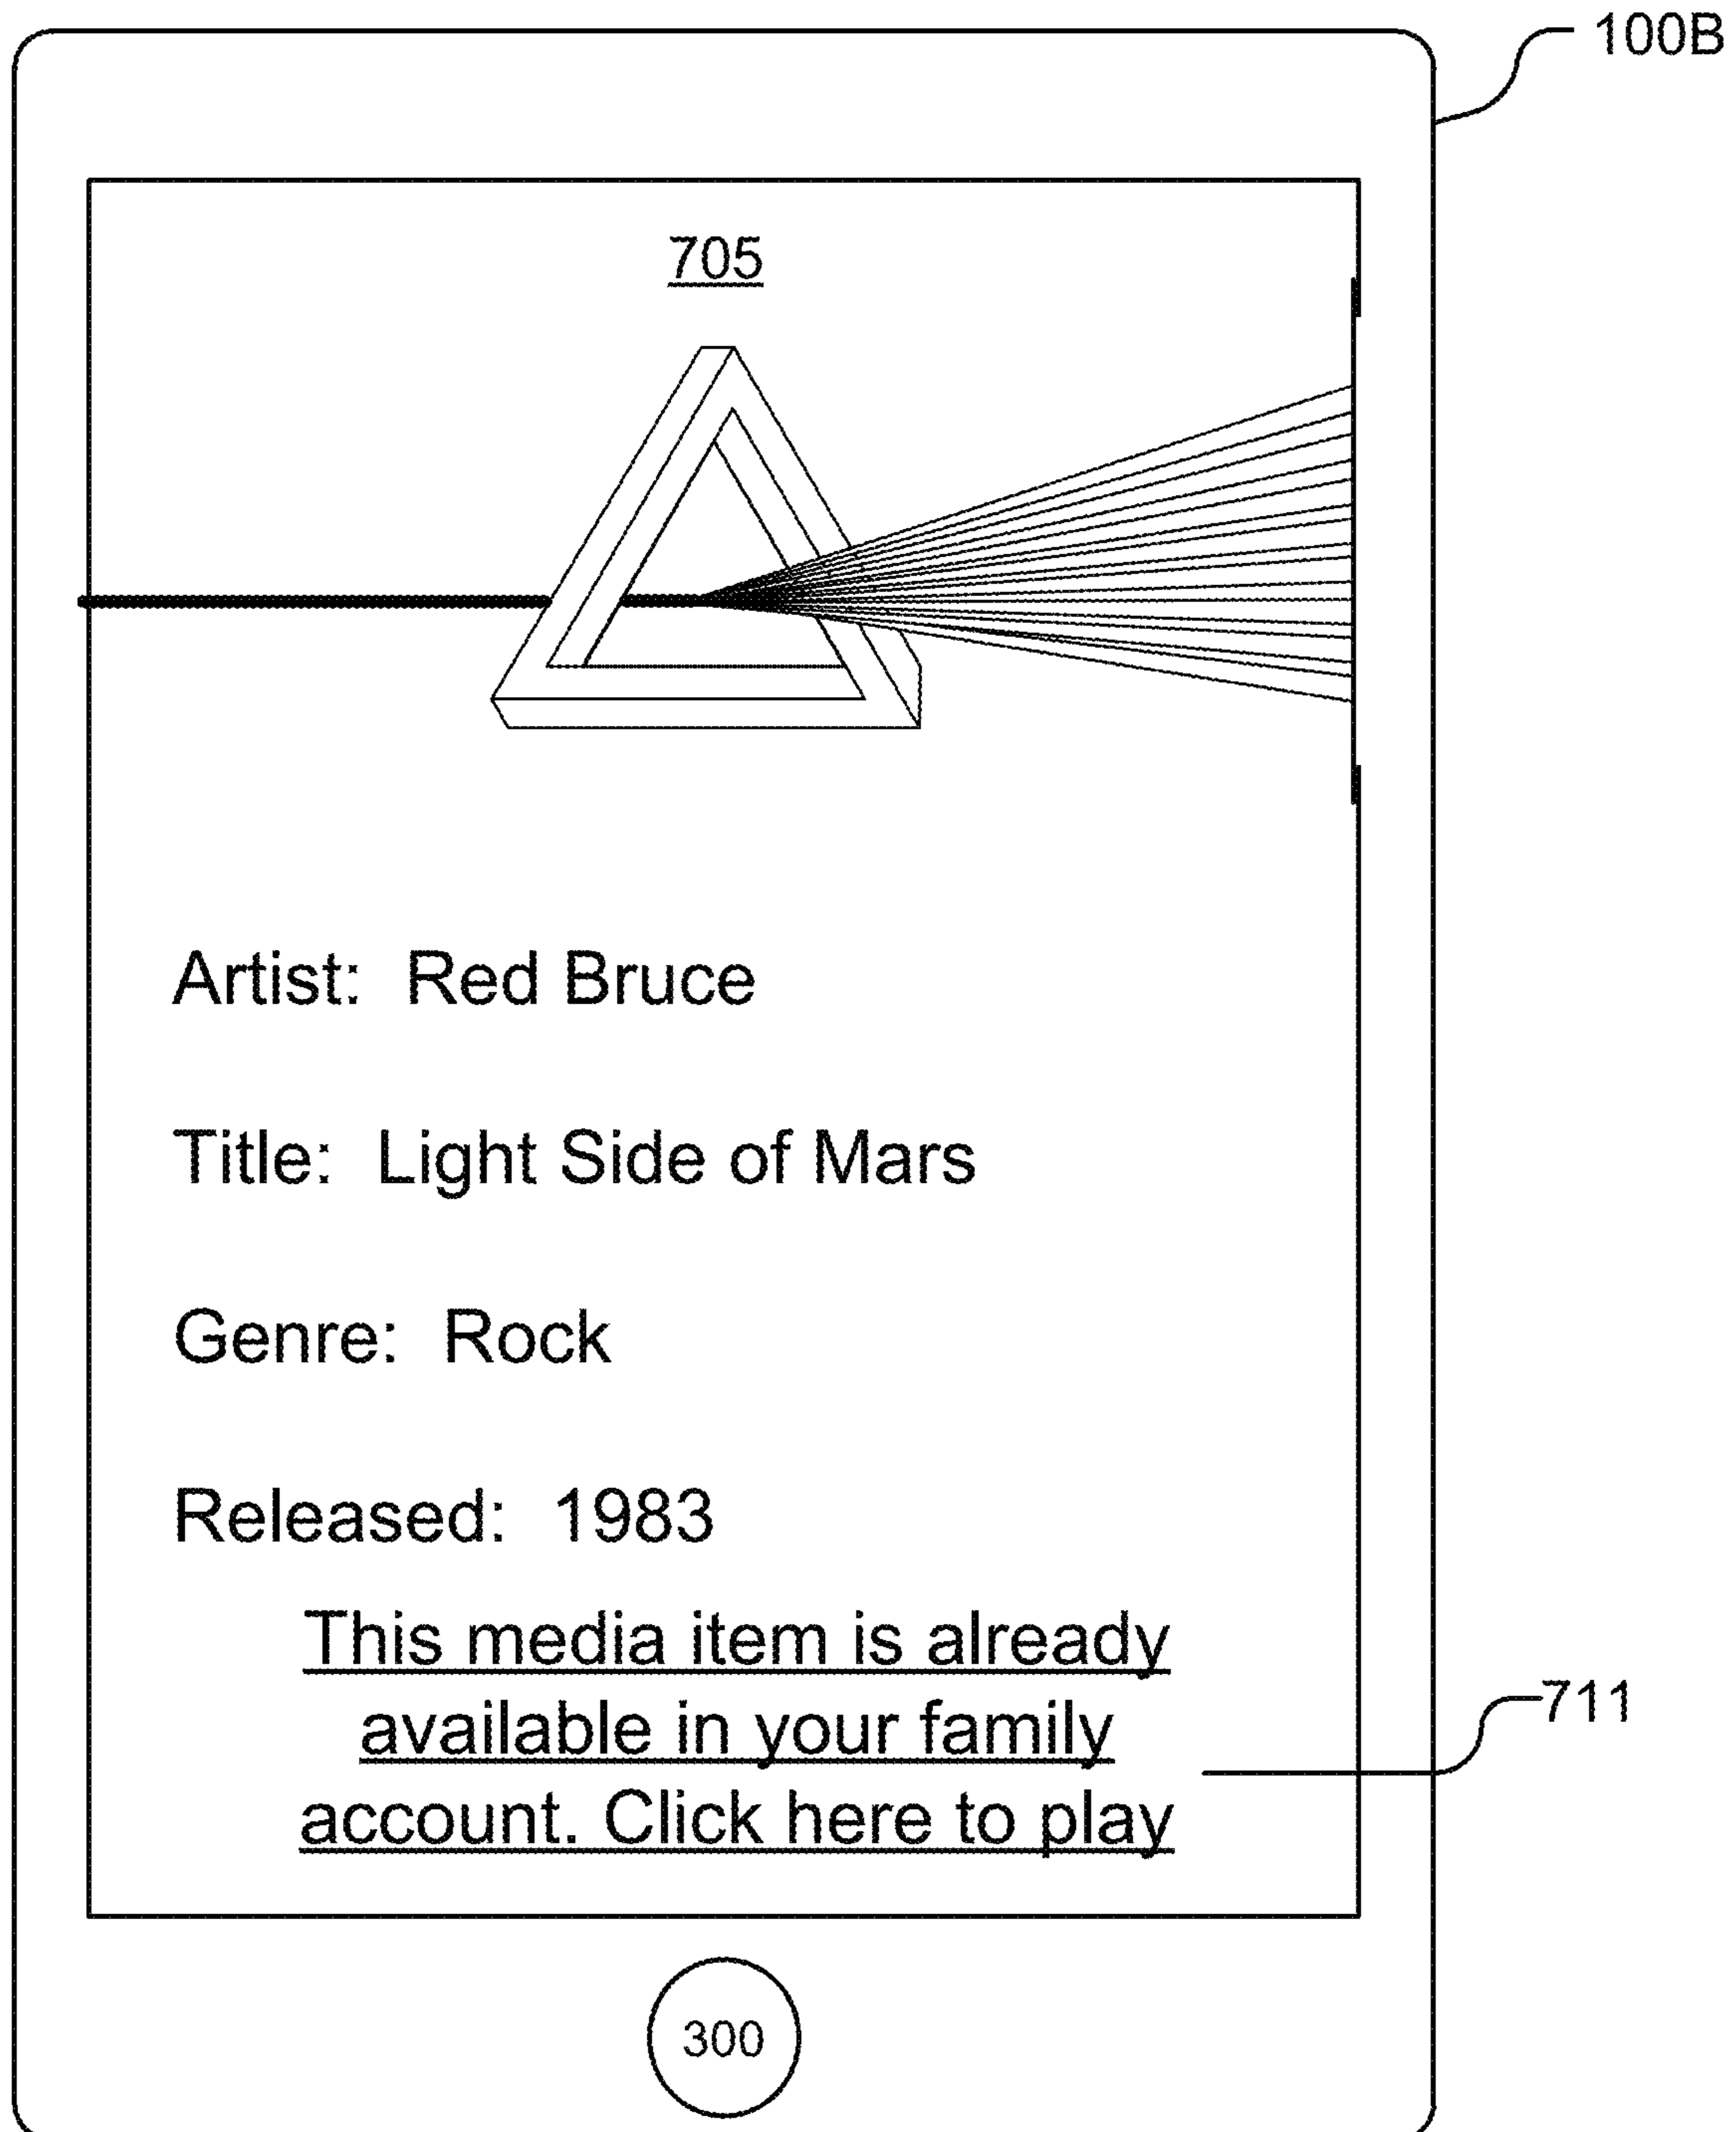 100B
705
Artist: Red Bruce
Title: Light Side of Mars
Genre: Rock
Released: 1983
This media item is already
available in your family
account. Click here to play
711
300